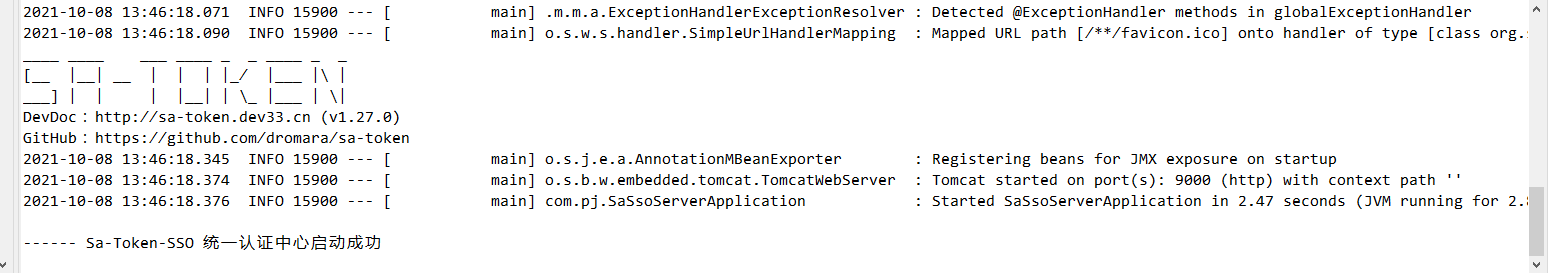 2021-10-08 13:46:18.071  INFO 15900 --- [           main] .m.m.a.ExceptionHandlerExceptionResolver : Detected @ExceptionHandler methods in globalExceptionHandler
2021-10-08 13:46:18.090  INFO 15900 --- [           main] o.s.w.s.handler.SimpleUrlHandlerMapping  : Mapped URL path [/**/favicon.ico] onto handler of type [class org.
____ ____    ___ ____ _  _ ____ _  _
[__  |__| __  |  |  | |_/  |___ |\ |
___] |  |     |  |__| | \_ |___ | \|
DevDoc：http://sa-token.dev33.cn (v1.27.0)
GitHub：https://github.com/dromara/sa-token
2021-10-08 13:46:18.345  INFO 15900 --- [           main] o.s.j.e.a.AnnotationMBeanExporter        : Registering beans for JMX exposure on startup
2021-10-08 13:46:18.374  INFO 15900 --- [           main] o.s.b.w.embedded.tomcat.TomcatWebServer  : Tomcat started on port(s): 9000 (http) with context path ''
2021-10-08 13:46:18.376  INFO 15900 --- [           main] com.pj.SaSsoServerApplication            : Started SaSsoServerApplication in 2.47 seconds (JVM running for 2.
------ Sa-Token-SSO 统一认证中心启动成功